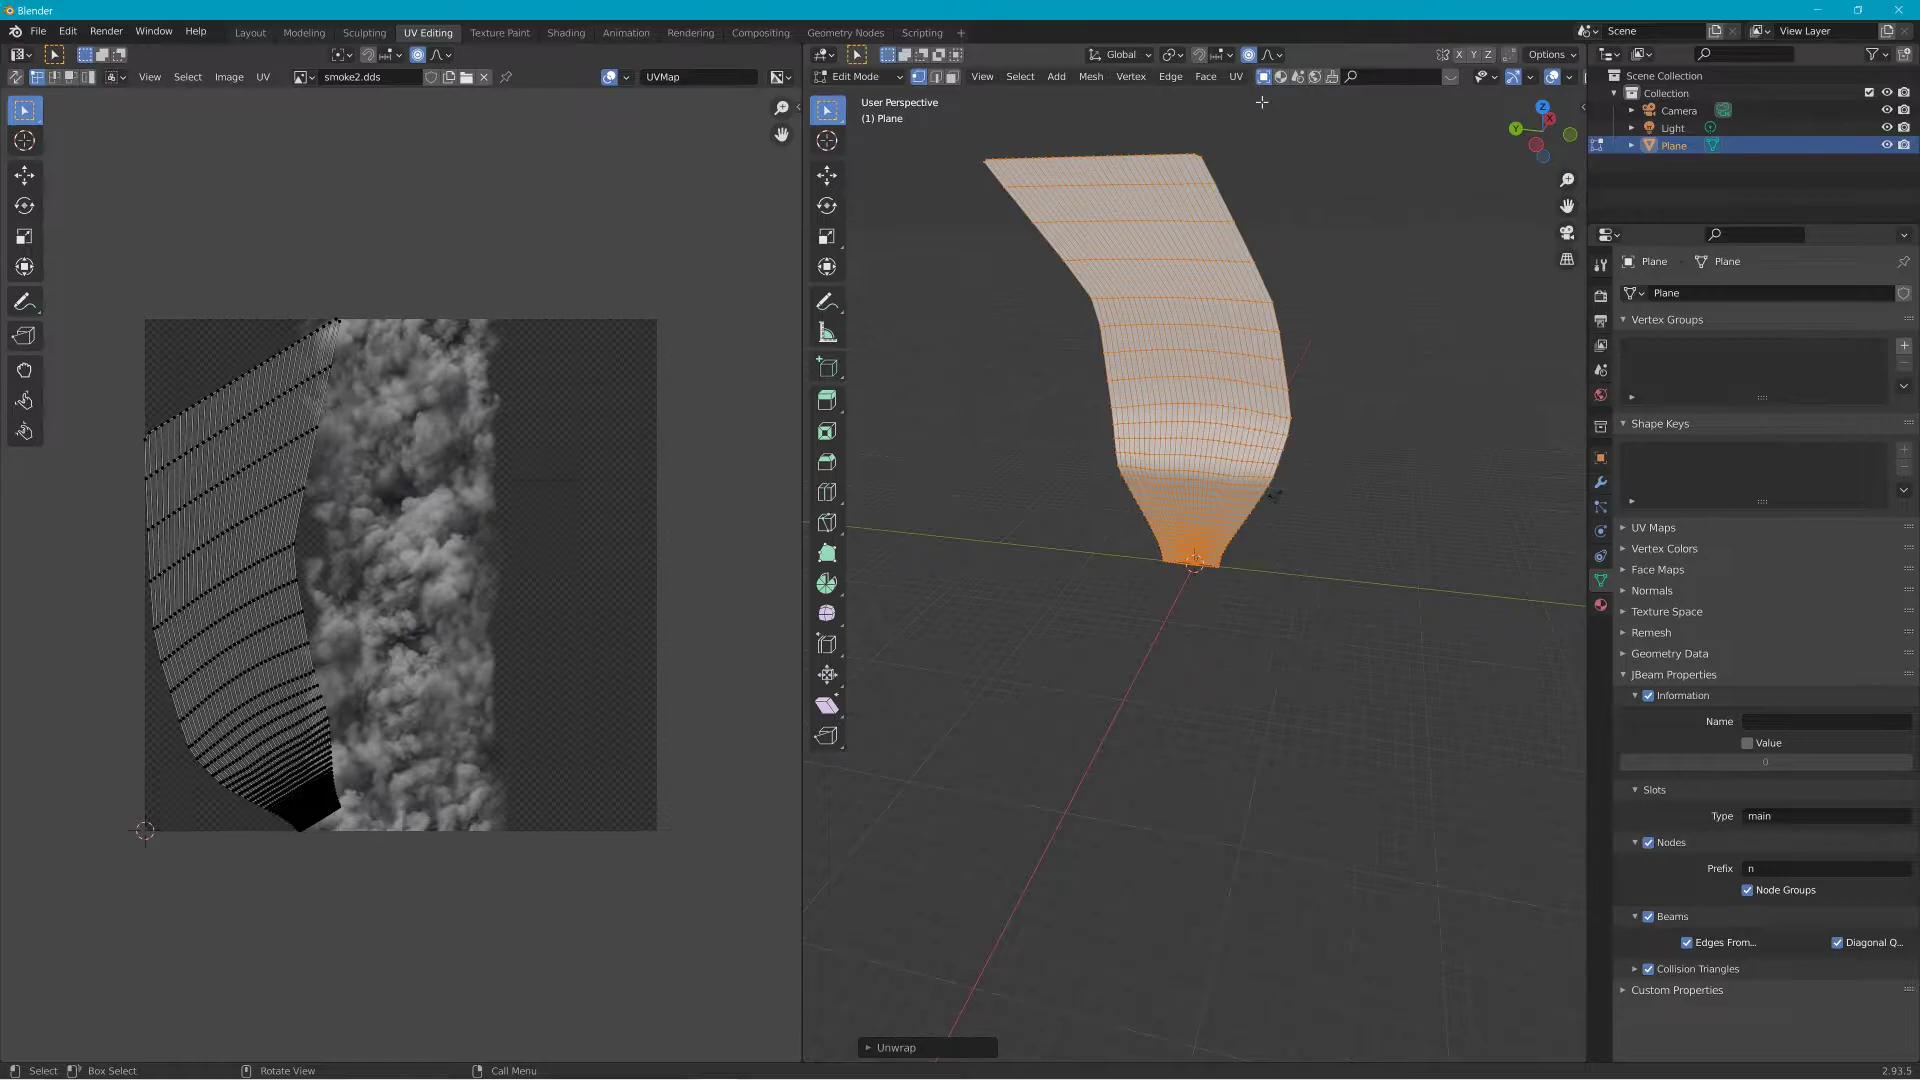 Blender
File Edit Render Window Help
Layout Modeling Sculpting UV Editing Texture Paint Shading Animation Rendering Compositing Geometry Nodes Scripting +
Scene
View Layer
Global
Options
View Select Image UV
smoke2.dds
UVMap
Edit Mode
View Select Add Mesh Vertex Edge Face UV
User Perspective
(1) Plane
Z
X
Y
X Y Z
Scene Collection
Collection
Camera
Light
Plane
Plane
Plane
Plane
Vertex Groups
Shape Keys
UV Maps
Vertex Colors
Face Maps
Normals
Texture Space
Remesh
Geometry Data
JBeam Properties
Information
Name
Value
0
Slots
Type main
Nodes
Prefix n
Node Groups
Beams
Edges From...
Diagonal Q...
Collision Triangles
Custom Properties
Unwrap
Select
Box Select
Rotate View
Call Menu
2.93.5